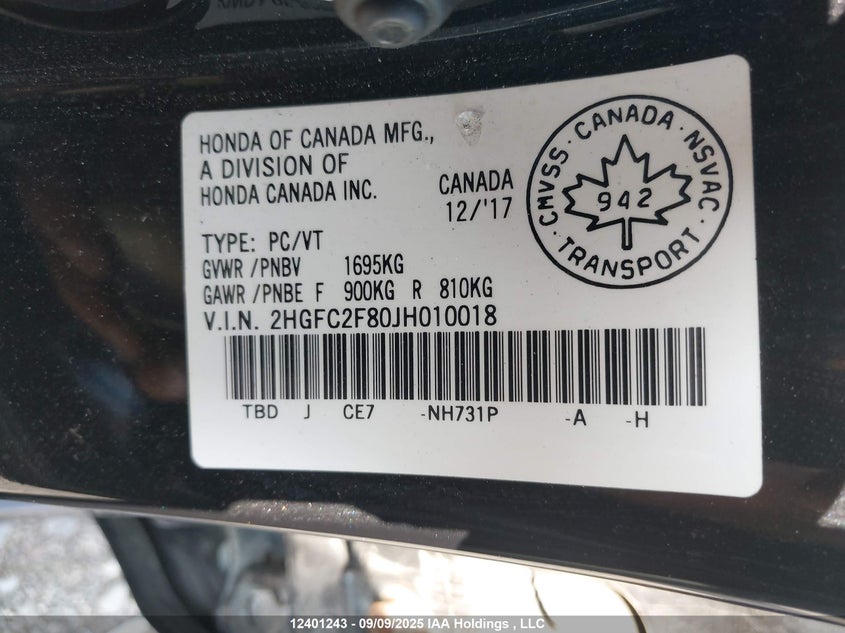 HONDA OF CANADA MFG.,
A DIVISION OF
HONDA CANADA INC.
CANADA
12/'17
CMVSS · CANADA · NSVAC
942
· TRANSPORT ·
TYPE: PC/VT
GVWR /PNBV 1695KG
GAWR /PNBE F 900KG R 810KG
V.I.N. 2HGFC2F80JH010018
TBD J CE7 -NH731P -A -H
12401243 - 09/09/2025 IAA Holdings , LLC